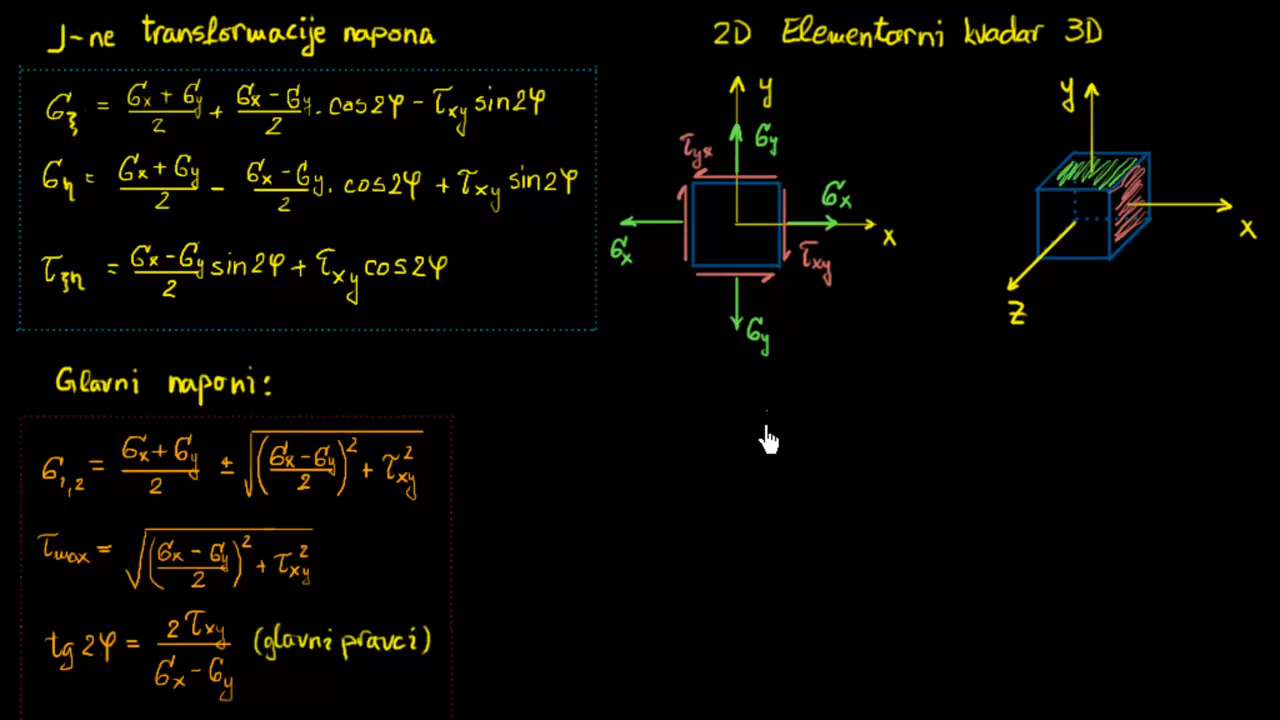 J-ne transformacije napona
σξ = (σx + σy)/2 + (σx - σy)/2 · cos2φ - τxy sin2φ
ση = (σx + σy)/2 - (σx - σy)/2 · cos2φ + τxy sin2φ
τξη = (σx - σy)/2 sin2φ + τxy cos2φ
Glavni naponi:
σ1,2 = (σx + σy)/2 ± √(((σx - σy)/2)² + τxy²)
τmax = √(((σx - σy)/2)² + τxy²)
tg 2φ = 2τxy/(σx - σy) (glavni pravci)
2D Elementarni kvadar 3D
y
σy
τyx
σx
x
σx
τxy
σy
y
x
z